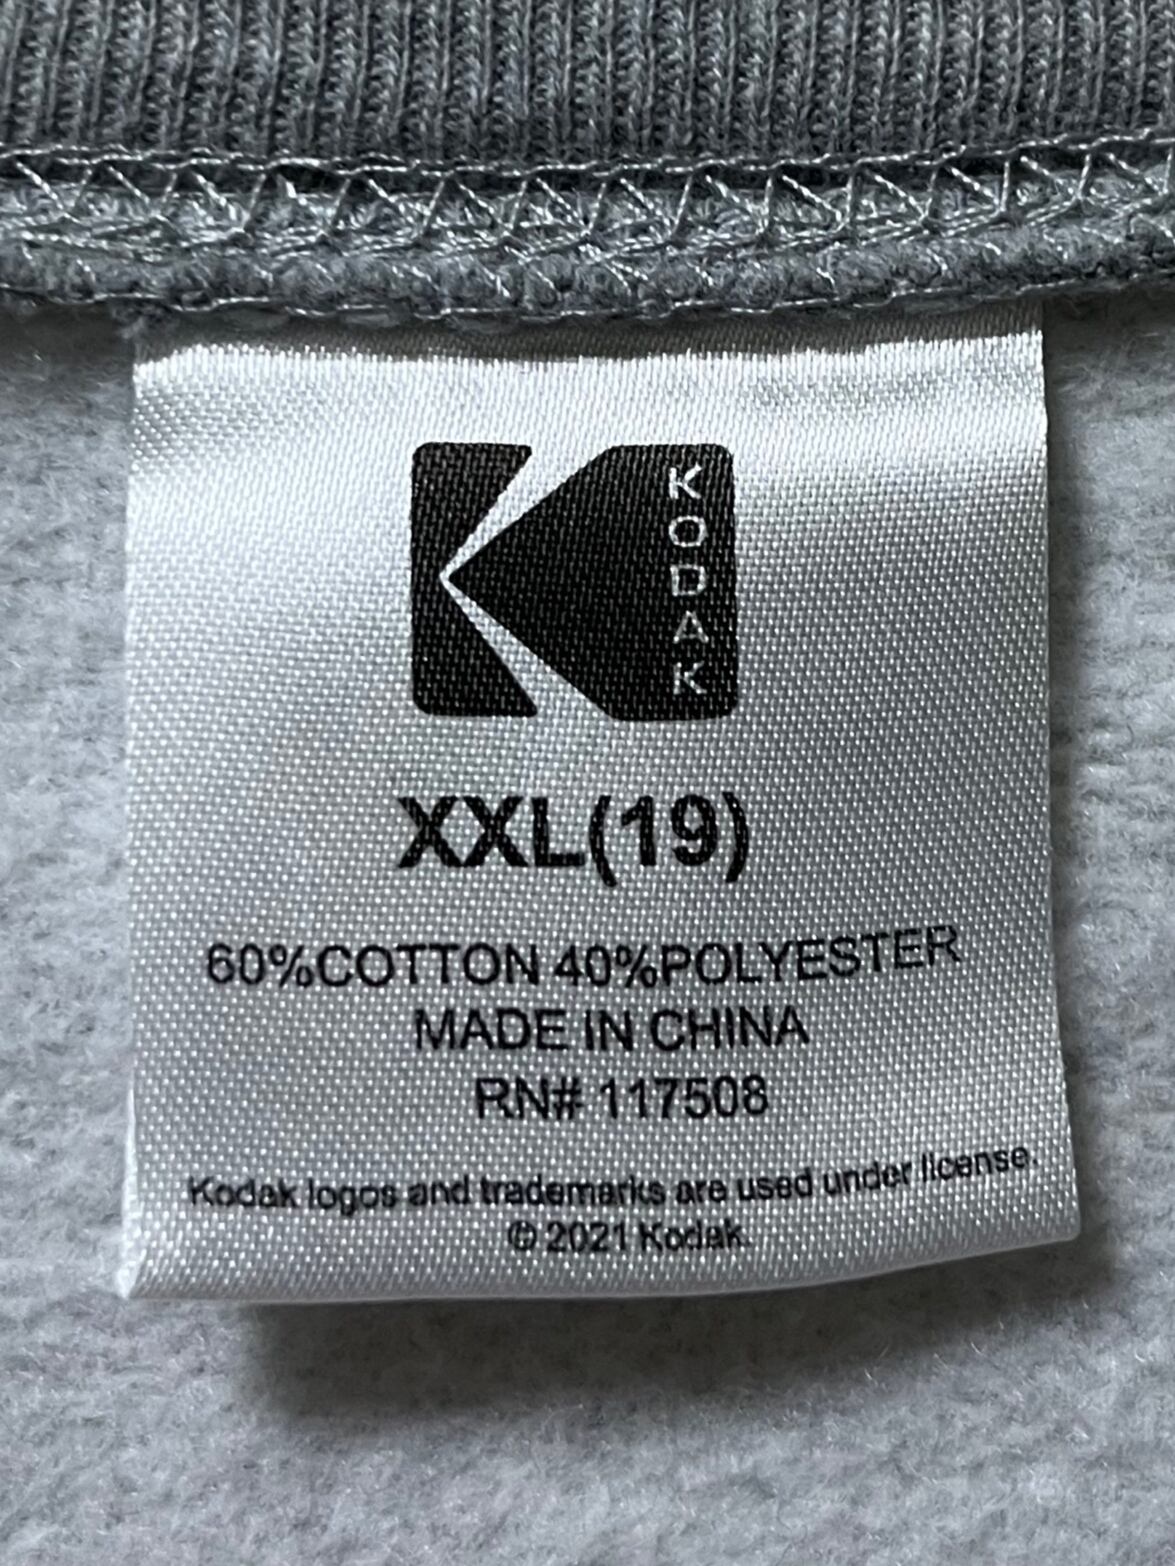 KODAK
XXL(19)
60%COTTON 40%POLYESTER
MADE IN CHINA
RN# 117508
Kodak logos and trademarks are used under license.
© 2021 Kodak.